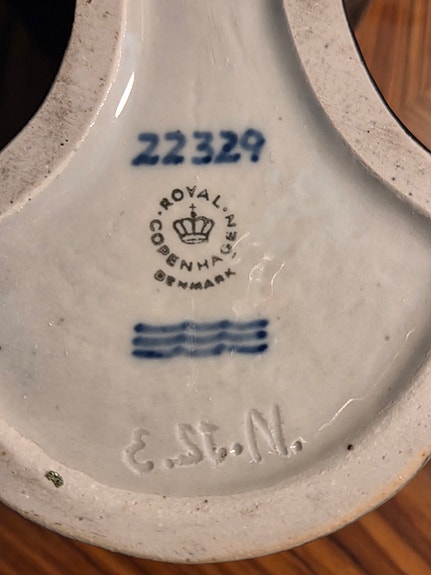 22329
ROYAL
COPENHAGEN
DENMARK